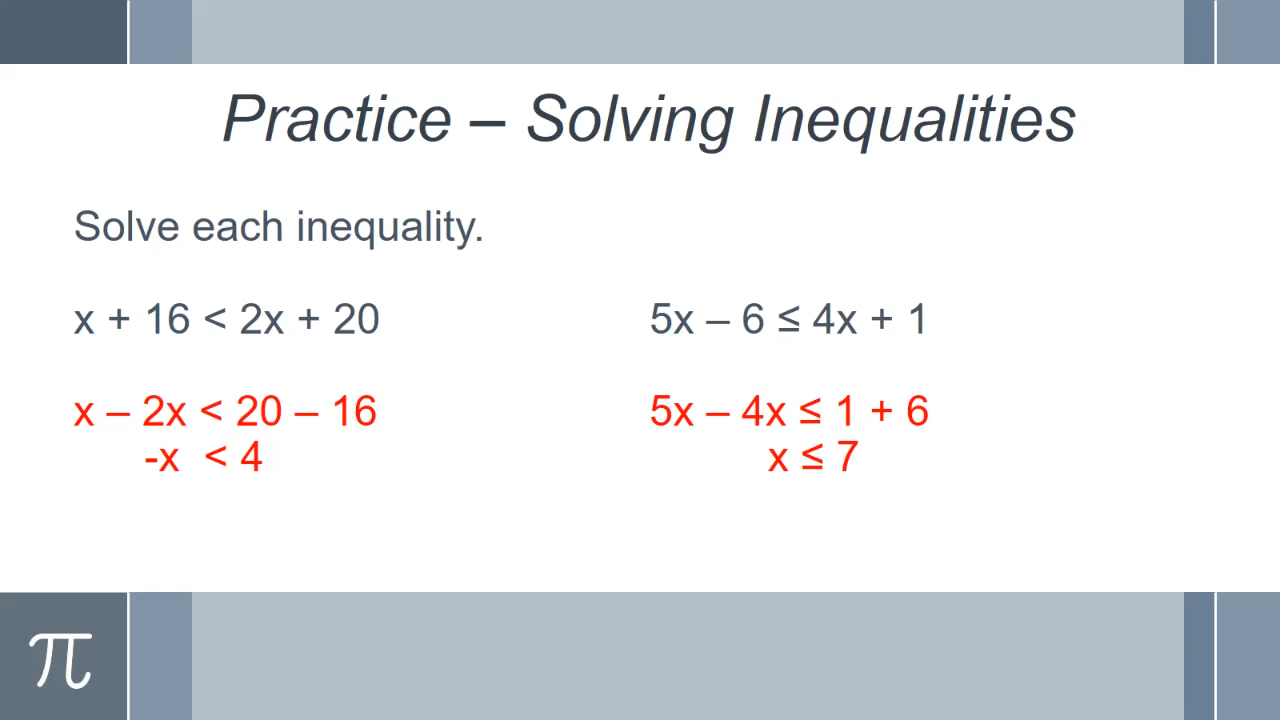 Practice – Solving Inequalities
Solve each inequality.
x + 16 < 2x + 20
5x – 6 ≤ 4x + 1
x – 2x < 20 – 16
-x < 4
5x – 4x ≤ 1 + 6
x ≤ 7
π